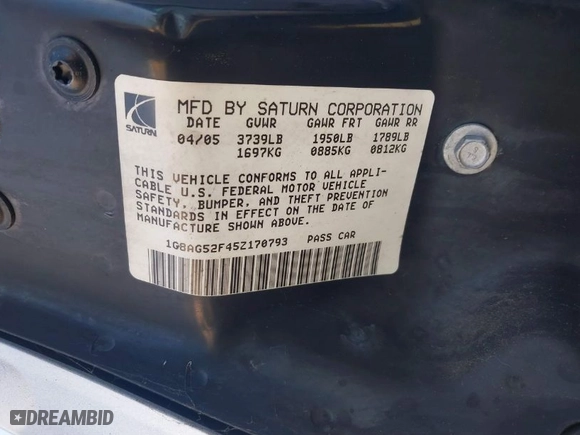 MFD BY SATURN CORPORATION
SATURN
DATE GVWR GAWR FRT GAWR RR
04/05 3739LB 1950LB 1789LB
1697KG 0885KG 0812KG
THIS VEHICLE CONFORMS TO ALL APPLI-
CABLE U.S. FEDERAL MOTOR VEHICLE
SAFETY, BUMPER, AND THEFT PREVENTION
STANDARDS IN EFFECT ON THE DATE OF
MANUFACTURE SHOWN ABOVE.
1G8AG52F45Z170793 PASS CAR
DREAMBID